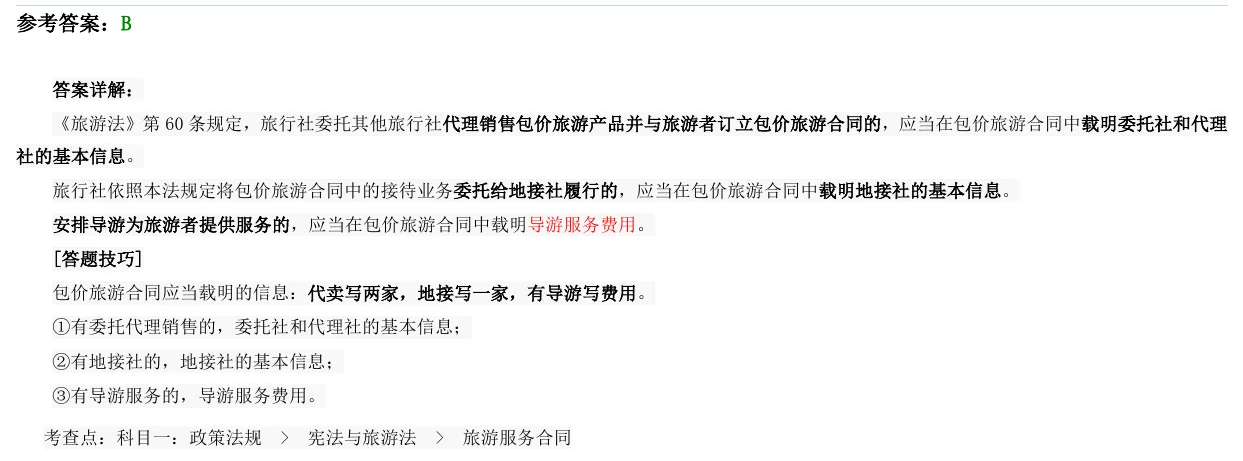 参考答案：B
答案详解：
《旅游法》第 60 条规定，旅行社委托其他旅行社代理销售包价旅游产品并与旅游者订立包价旅游合同的，应当在包价旅游合同中载明委托社和代理
社的基本信息。
旅行社依照本法规定将包价旅游合同中的接待业务委托给地接社履行的，应当在包价旅游合同中载明地接社的基本信息。
安排导游为旅游者提供服务的，应当在包价旅游合同中载明导游服务费用。
[答题技巧]
包价旅游合同应当载明的信息：代卖写两家，地接写一家，有导游写费用。
①有委托代理销售的，委托社和代理社的基本信息；
②有地接社的，地接社的基本信息；
③有导游服务的，导游服务费用。
考查点：科目一：政策法规 > 宪法与旅游法 > 旅游服务合同